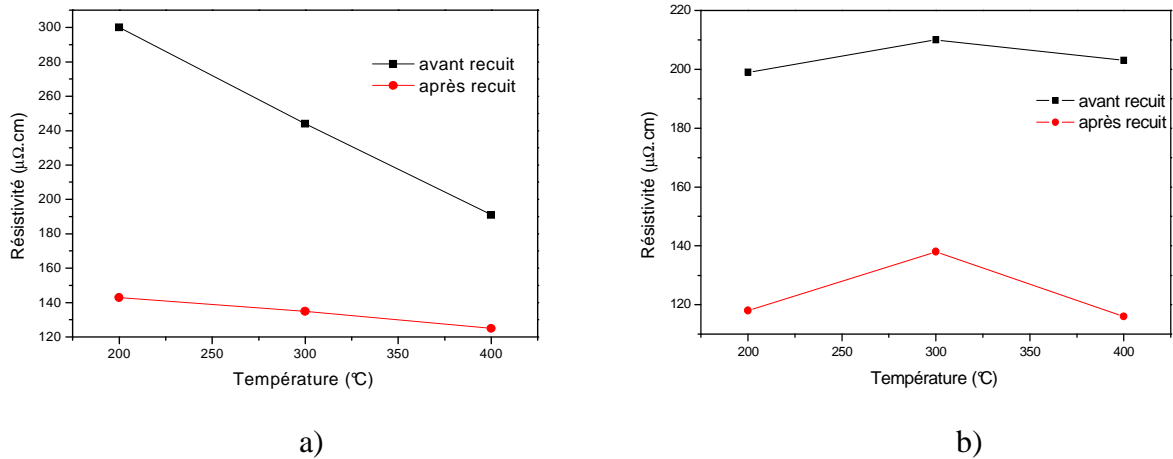 300
280
260
240
220
200
180
160
140
120
Résistivité (μΩ.cm)
avant recuit
après recuit
200 250 300 350 400
Température (°C)
a)
220
200
180
160
140
120
Résistivité (μΩ.cm)
avant recuit
après recuit
200 250 300 350 400
Température (°C)
b)